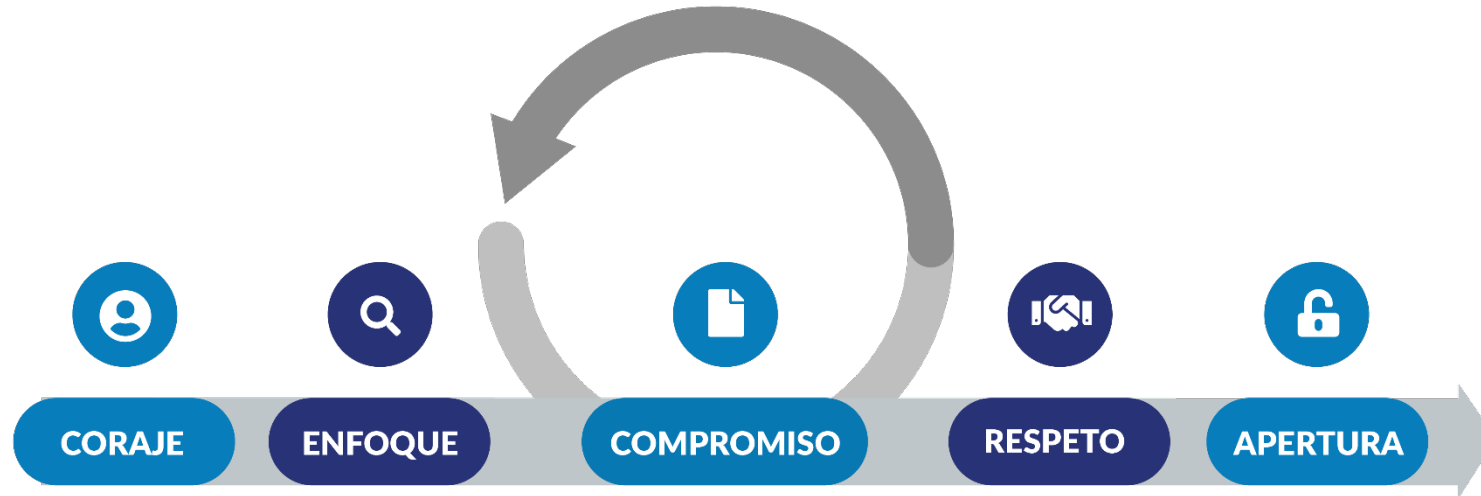 CORAJE
ENFOQUE
COMPROMISO
RESPETO
APERTURA